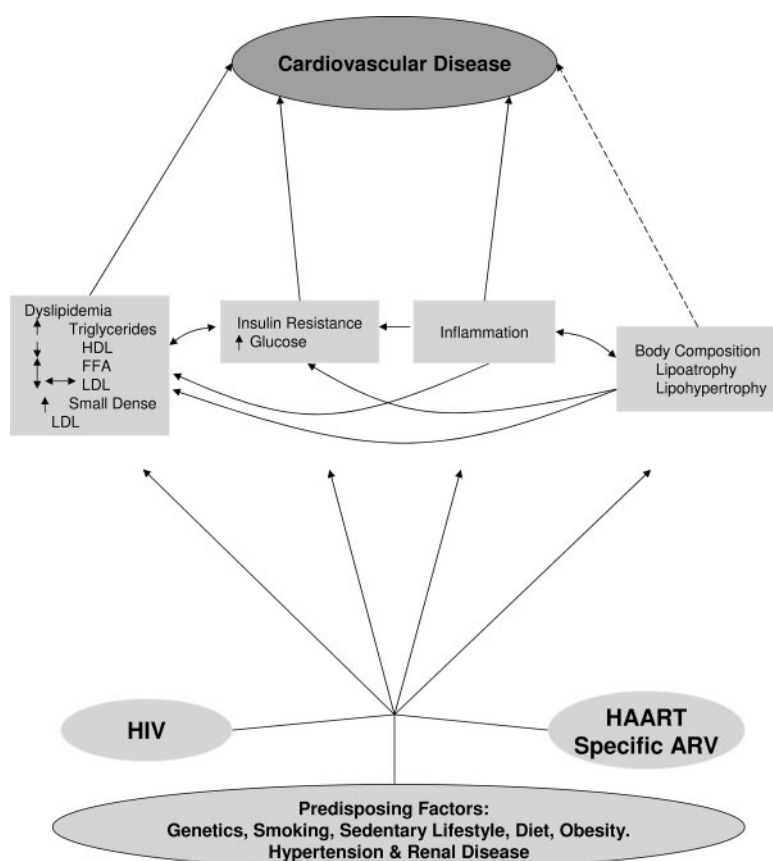 Cardiovascular Disease
Dyslipidemia
Triglycerides
HDL
FFA
LDL
Small Dense
LDL
Insulin Resistance
Glucose
Inflammation
Body Composition
Lipoatrophy
Lipohypertrophy
HIV
HAART
Specific ARV
Predisposing Factors:
Genetics, Smoking, Sedentary Lifestyle, Diet, Obesity.
Hypertension & Renal Disease